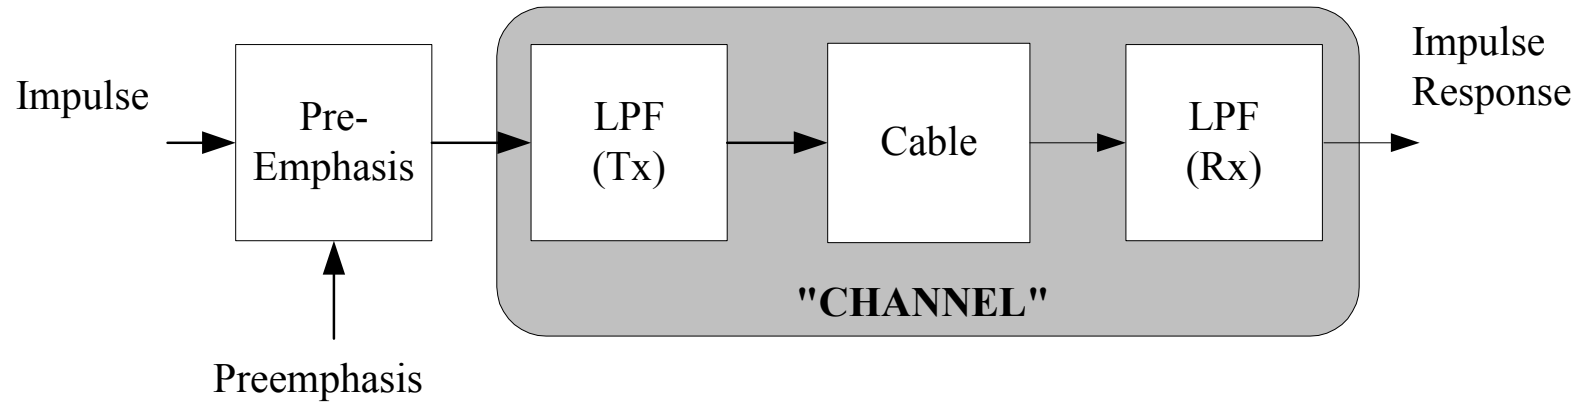 Impulse
Pre-
Emphasis
LPF
(Tx)
Cable
LPF
(Rx)
Impulse
Response
"CHANNEL"
Preemphasis